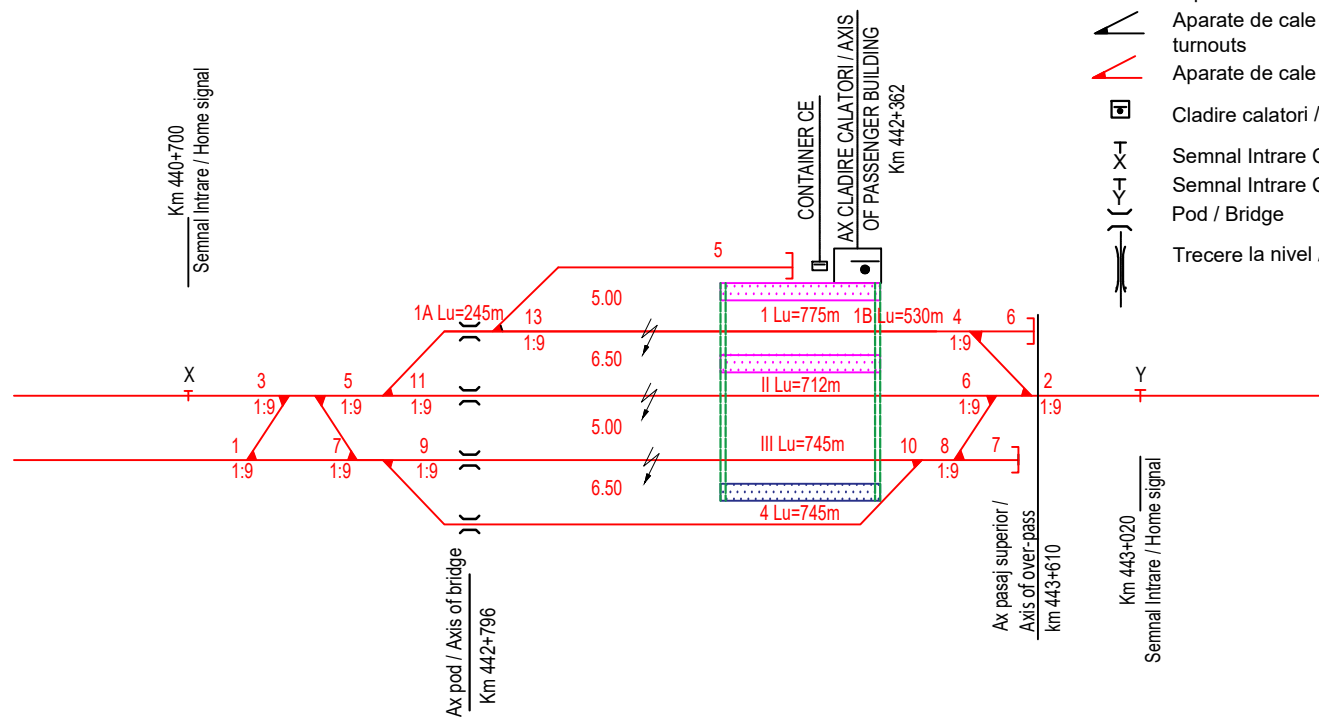 Aparate de cale
turnouts
Aparate de cale
Cladire calatori /
X
Semnal Intrare
Y
Semnal Intrare
Pod / Bridge
Trecere la nivel
Km 440+700
Semnal Intrare / Home signal
CONTAINER CE
AX CLADIRE CALATORI / AXIS
OF PASSENGER BUILDING
Km 442+362
5
5.00
1A Lu=245m
13
1:9
1 Lu=775m
1B Lu=530m
4
1:9
6
6.50
X
3
1:9
5
1:9
11
1:9
II Lu=712m
6
1:9
2
1:9
Y
5.00
1
1:9
7
1:9
9
1:9
III Lu=745m
10
8
1:9
7
6.50
4 Lu=745m
Ax pod / Axis of bridge
Km 442+796
Ax pasaj superior /
Axis of over-pass
km 443+610
Km 443+020
Semnal Intrare / Home signal